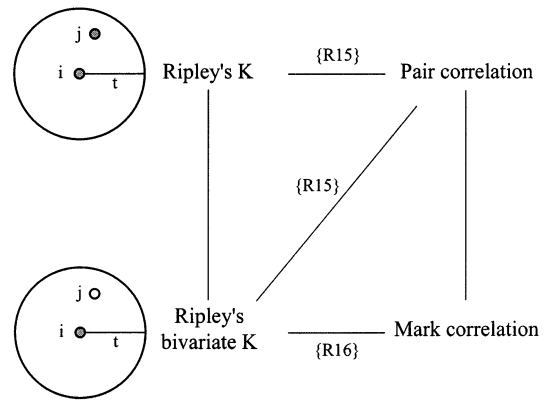 j
i
t
Ripley's K
{R15}
Pair correlation
{R15}
j
i
t
Ripley's
bivariate K
{R16}
Mark correlation